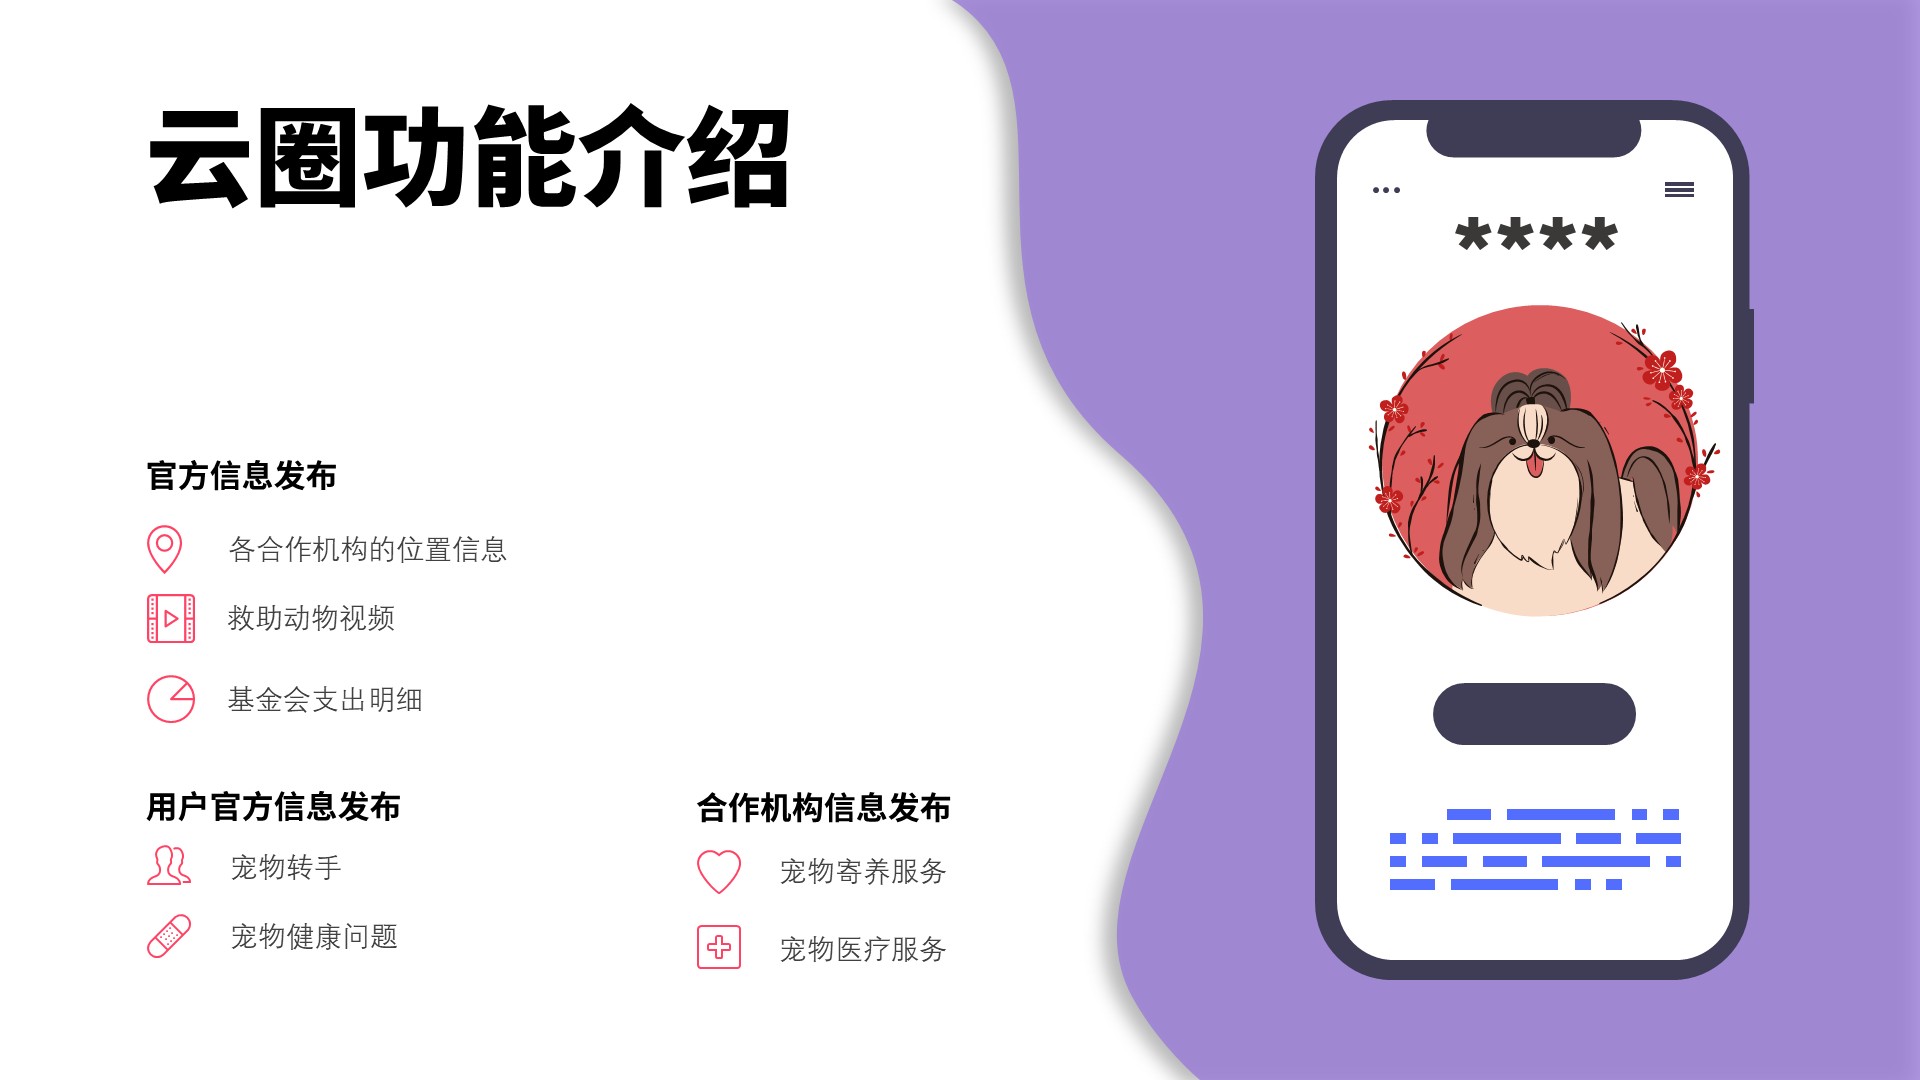 云圈功能介绍
****
官方信息发布
各合作机构的位置信息
救助动物视频
基金会支出明细
用户官方信息发布
宠物转手
宠物健康问题
合作机构信息发布
宠物寄养服务
宠物医疗服务